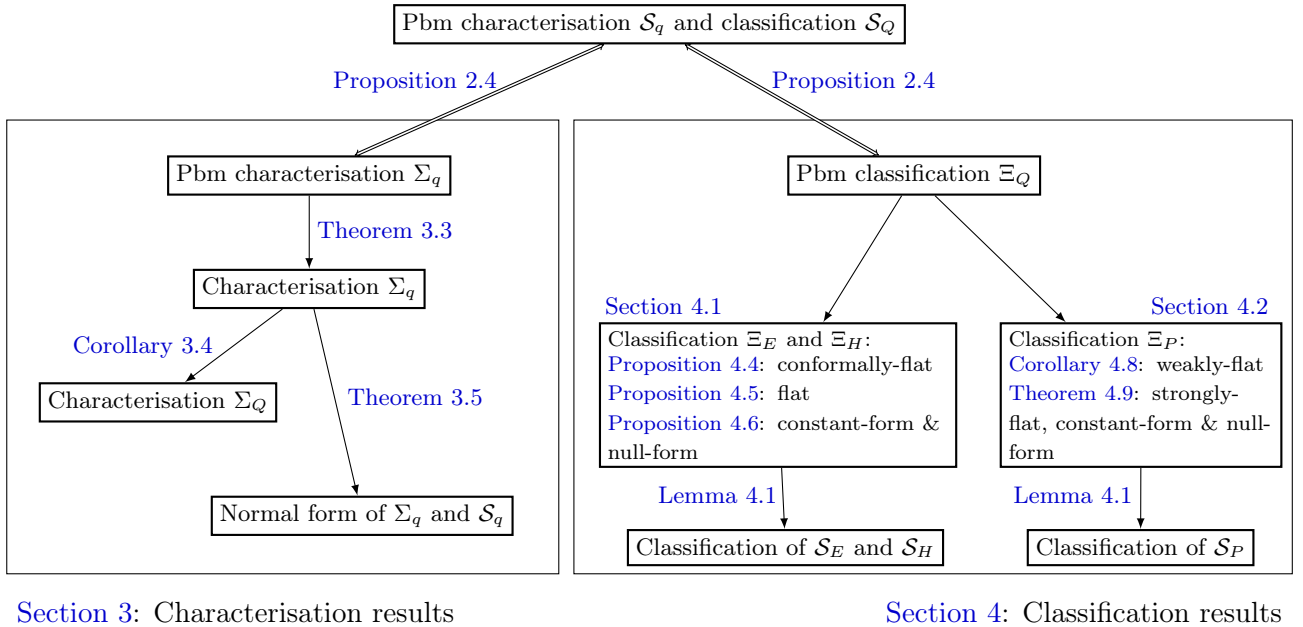 Pbm characterisation 𝒮_q and classification 𝒮_Q
Proposition 2.4
Proposition 2.4
Pbm characterisation Σ_q
Theorem 3.3
Characterisation Σ_q
Corollary 3.4
Characterisation Σ_Q
Theorem 3.5
Normal form of Σ_q and 𝒮_q
Section 3: Characterisation results
Pbm classification Ξ_Q
Section 4.1
Classification Ξ_E and Ξ_H:
Proposition 4.4: conformally-flat
Proposition 4.5: flat
Proposition 4.6: constant-form &
null-form
Lemma 4.1
Classification of 𝒮_E and 𝒮_H
Section 4.2
Classification Ξ_P:
Corollary 4.8: weakly-flat
Theorem 4.9: strongly-
flat, constant-form & null-
form
Lemma 4.1
Classification of 𝒮_P
Section 4: Classification results